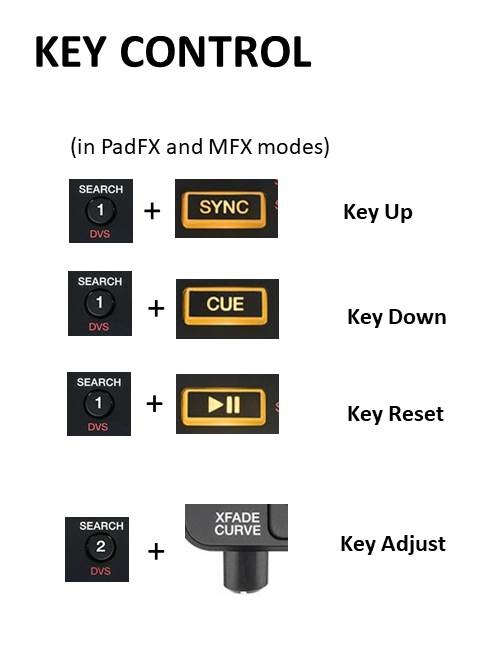 KEY CONTROL
(in PadFX and MFX modes)
SEARCH
1
DVS
+
SYNC
Key Up
SEARCH
1
DVS
+
CUE
Key Down
SEARCH
1
DVS
+
Key Reset
SEARCH
2
DVS
+
XFADE
CURVE
Key Adjust